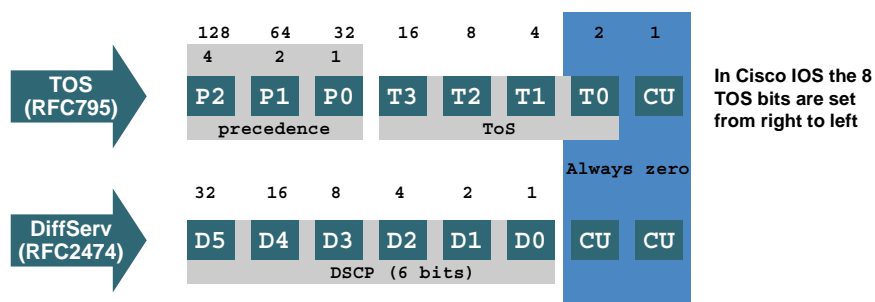 128 64 32 16 8 4 2 1
4 2 1
TOS
(RFC795)
P2 P1 P0 T3 T2 T1 T0 CU
precedence ToS
In Cisco IOS the 8
TOS bits are set
from right to left
Always zero
32 16 8 4 2 1
DiffServ
(RFC2474)
D5 D4 D3 D2 D1 D0 CU CU
DSCP (6 bits)